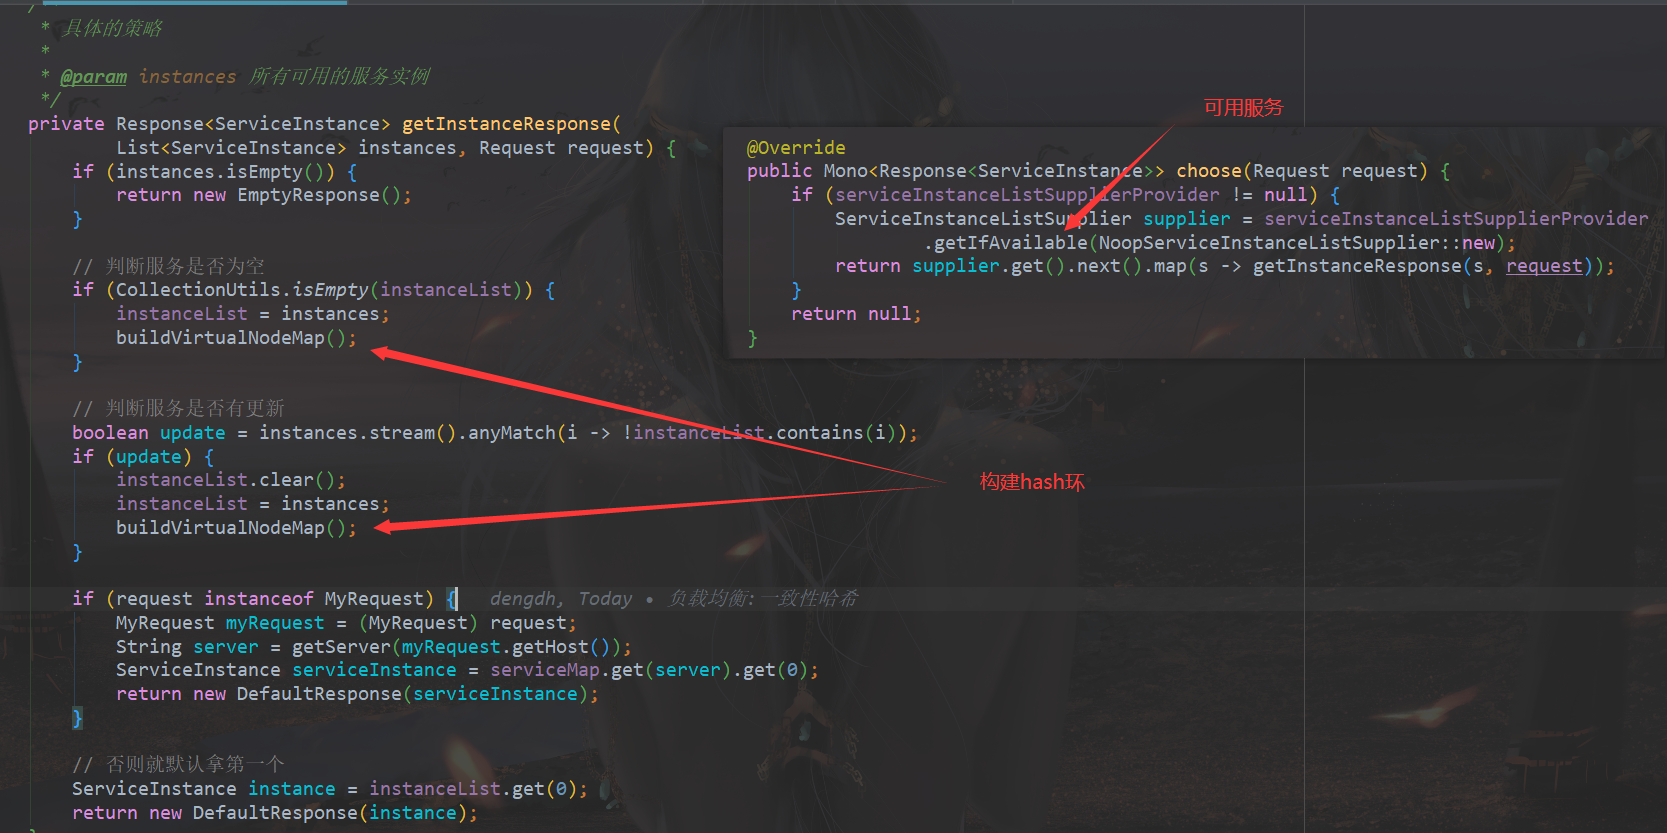 /**
 * 具体的策略
 *
 * @param instances 所有可用的服务实例
 */
private Response<ServiceInstance> getInstanceResponse(
        List<ServiceInstance> instances, Request request) {
    if (instances.isEmpty()) {
        return new EmptyResponse();
    }

    // 判断服务是否为空
    if (CollectionUtils.isEmpty(instanceList)) {
        instanceList = instances;
        buildVirtualNodeMap();
    }

    // 判断服务是否有更新
    boolean update = instances.stream().anyMatch(i -> !instanceList.contains(i));
    if (update) {
        instanceList.clear();
        instanceList = instances;
        buildVirtualNodeMap();
    }

    if (request instanceof MyRequest) {   dengdh, Today • 负载均衡:一致性哈希
        MyRequest myRequest = (MyRequest) request;
        String server = getServer(myRequest.getHost());
        ServiceInstance serviceInstance = serviceMap.get(server).get(0);
        return new DefaultResponse(serviceInstance);
    }

    // 否则就默认拿第一个
    ServiceInstance instance = instanceList.get(0);
    return new DefaultResponse(instance);
可用服务
@Override
public Mono<Response<ServiceInstance>> choose(Request request) {
    if (serviceInstanceListSupplierProvider != null) {
        ServiceInstanceListSupplier supplier = serviceInstanceListSupplierProvider
                .getIfAvailable(NoopServiceInstanceListSupplier::new);
        return supplier.get().next().map(s -> getInstanceResponse(s, request));
    }
    return null;
}
构建hash环